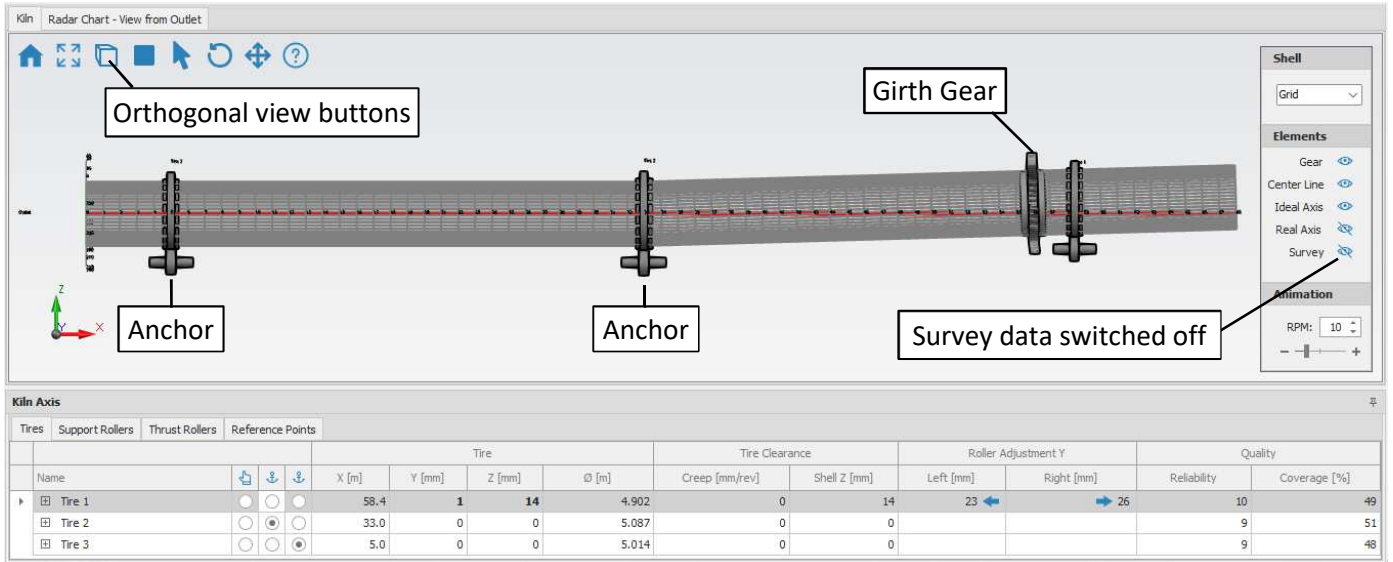 Kiln Radar Chart - View from Outlet
Shell
Grid
Orthogonal view buttons
Girth Gear
Elements
Gear
Center Line
Ideal Axis
Real Axis
Survey
Outlet
Z
Y X
Anchor
Anchor
Survey data switched off
Animation
RPM: 10
Kiln Axis
Tires Support Rollers Thrust Rollers Reference Points
Tire Tire Clearance Roller Adjustment Y Quality
Name X [m] Y [mm] Z [mm] Ø [m] Creep [mm/rev] Shell Z [mm] Left [mm] Right [mm] Reliability Coverage [%]
Tire 1 58.4 1 14 4.902 0 14 23 26 10 49
Tire 2 33.0 0 0 5.087 0 0 9 51
Tire 3 5.0 0 0 5.014 0 0 9 48